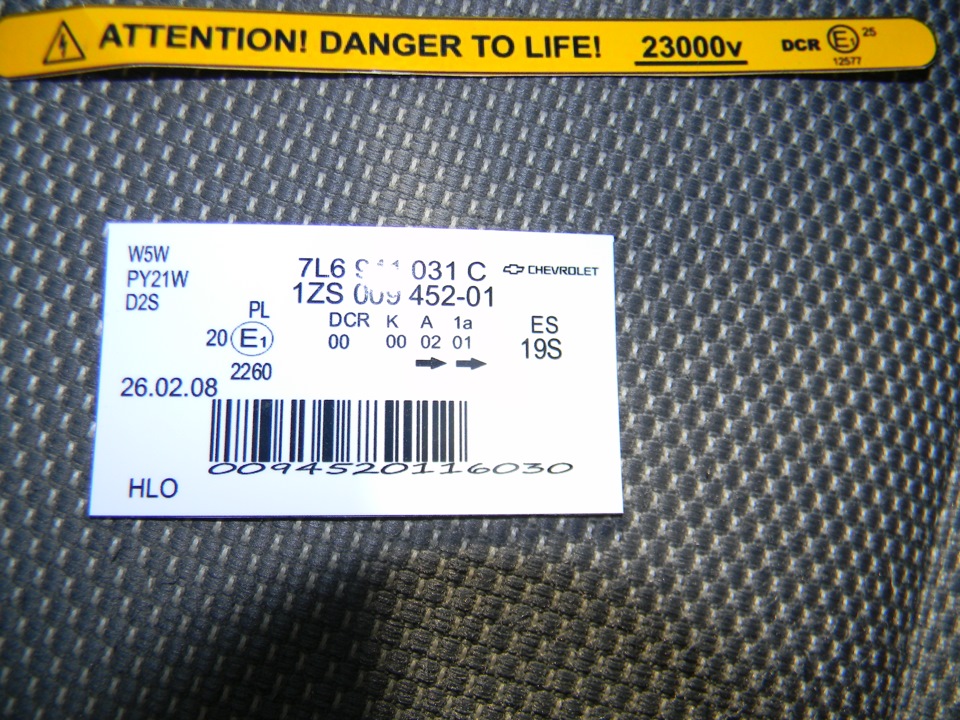 ATTENTION! DANGER TO LIFE! 23000v DCR E1 25
12577
W5W
PY21W
D2S
7L6 031 C CHEVROLET
1ZS 009 452-01
PL
20 E1
2260
DCR K A 1a
00 00 02 01
ES
19S
26.02.08
0094520116030
HLO